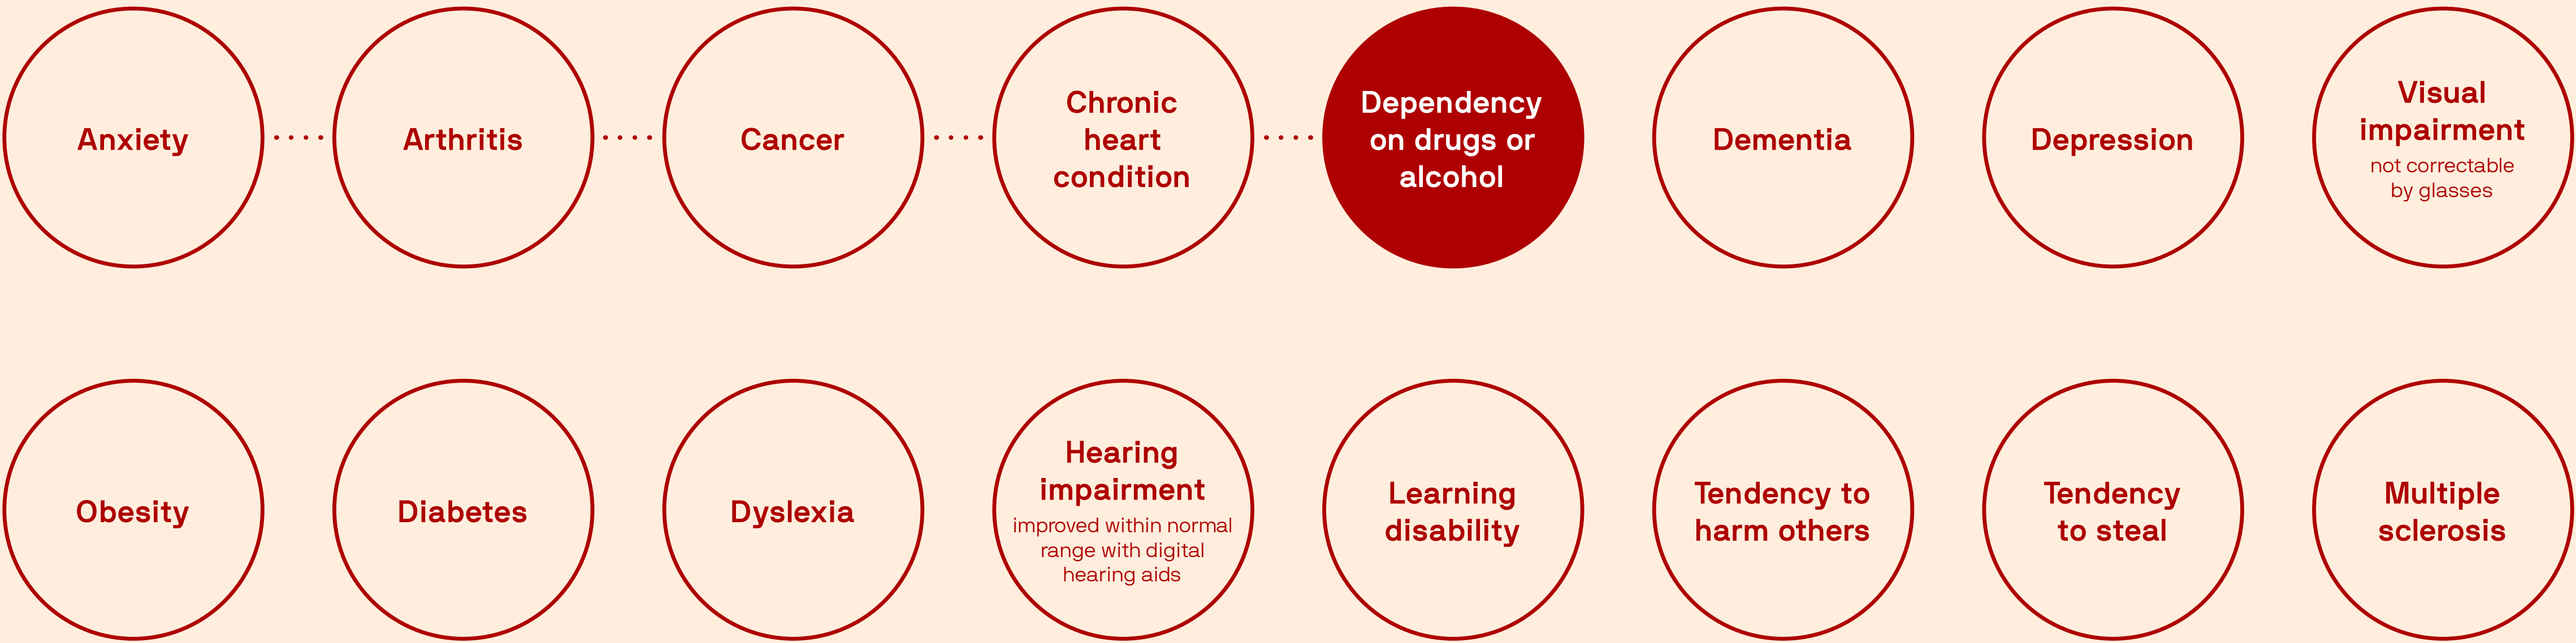 Anxiety
Arthritis
Cancer
Chronic
heart
condition
Dependency
on drugs or
alcohol
Dementia
Depression
Visual
impairment
not correctable
by glasses
Obesity
Diabetes
Dyslexia
Hearing
impairment
improved within normal
range with digital
hearing aids
Learning
disability
Tendency to
harm others
Tendency
to steal
Multiple
sclerosis